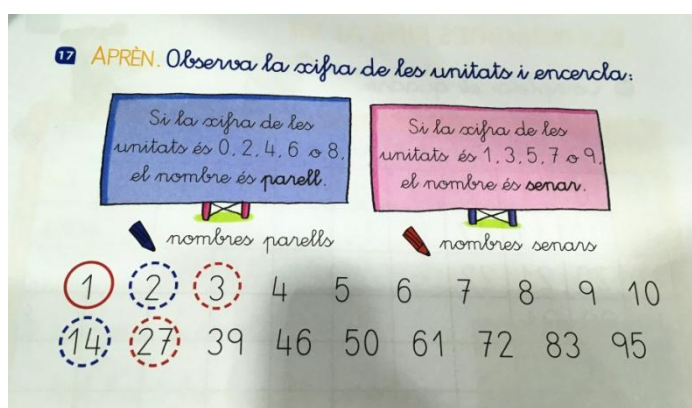 17 APRÈN. Observa la xifra de les unitats i encercla:
Si la xifra de les
unitats és 0, 2, 4, 6 o 8,
el nombre és parell.
Si la xifra de les
unitats és 1, 3, 5, 7 o 9,
el nombre és senar.
nombres parells
nombres senars
1 2 3 4 5 6 7 8 9 10
14 27 39 46 50 61 72 83 95